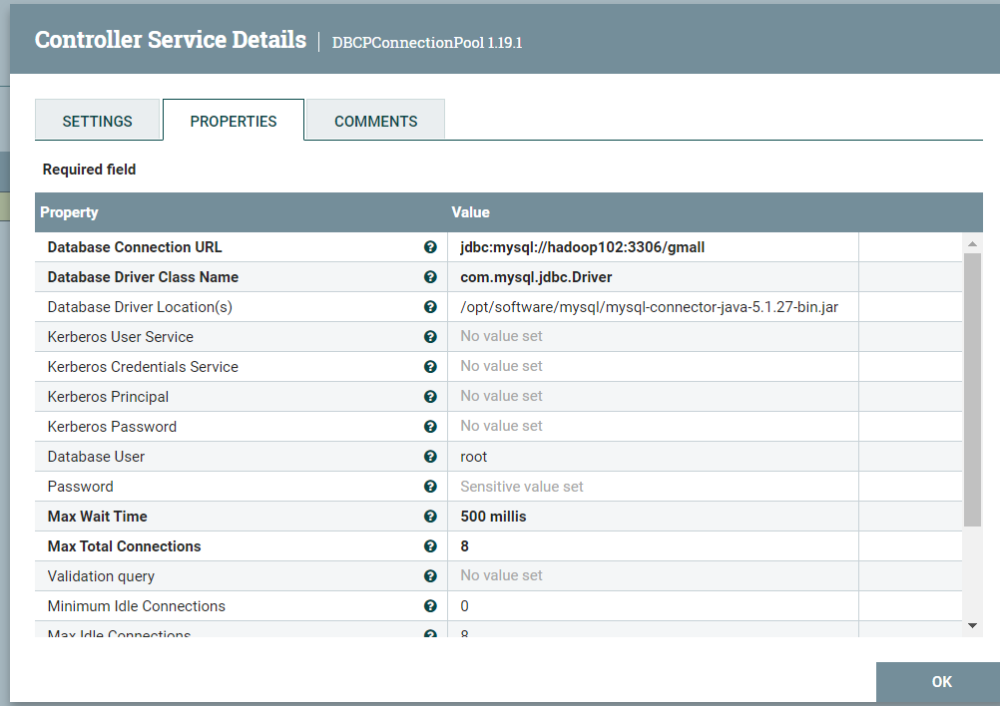 Controller Service Details | DBCPConnectionPool 1.19.1
SETTINGS PROPERTIES COMMENTS
Required field
Property Value
Database Connection URL jdbc:mysql://hadoop102:3306/gmall
Database Driver Class Name com.mysql.jdbc.Driver
Database Driver Location(s) /opt/software/mysql/mysql-connector-java-5.1.27-bin.jar
Kerberos User Service No value set
Kerberos Credentials Service No value set
Kerberos Principal No value set
Kerberos Password No value set
Database User root
Password Sensitive value set
Max Wait Time 500 millis
Max Total Connections 8
Validation query No value set
Minimum Idle Connections 0
Max Idle Connections 8
OK